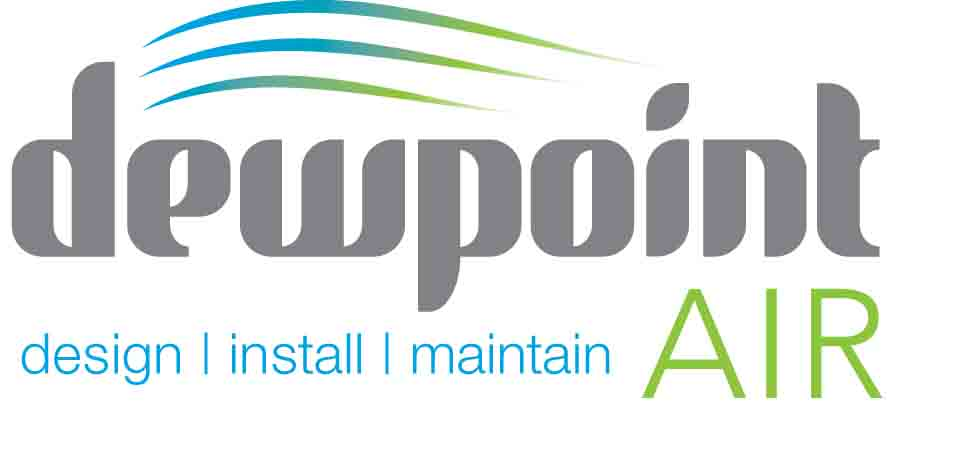 dewpoint
AIR
design | install | maintain